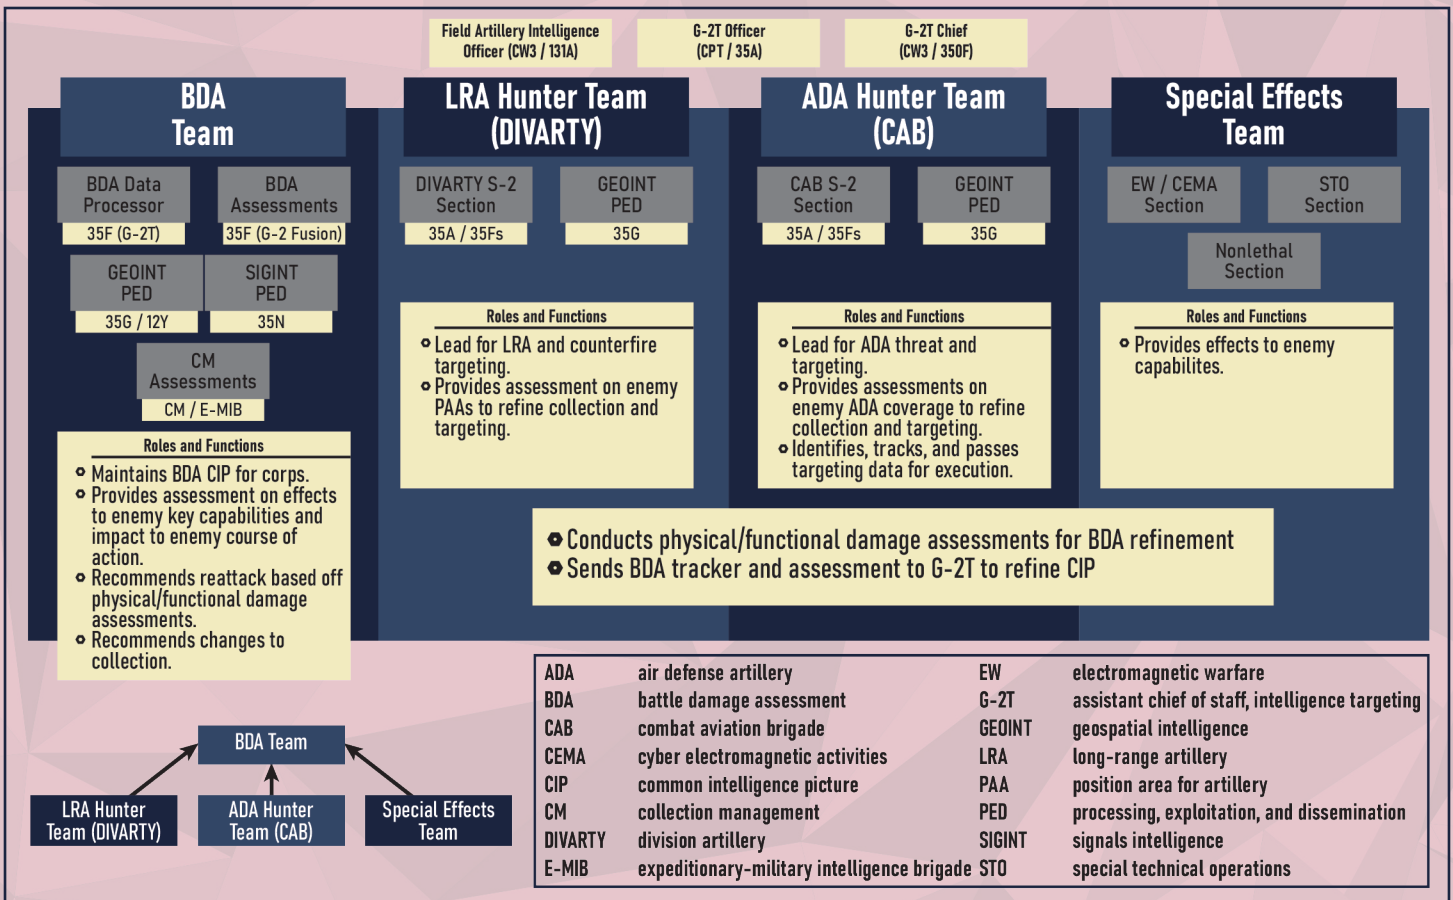 Field Artillery Intelligence
Officer (CW3 / 131A)
G-2T Officer
(CPT / 35A)
G-2T Chief
(CW3 / 350F)
BDA
Team
BDA Data
Processor
35F (G-2T)
BDA
Assessments
35F (G-2 Fusion)
GEOINT
PED
35G / 12Y
SIGINT
PED
35N
CM
Assessments
CM / E-MIB
Roles and Functions
Maintains BDA CIP for corps.
Provides assessment on effects
to enemy key capabilities and
impact to enemy course of
action.
Recommends reattack based off
physical/functional damage
assessments.
Recommends changes to
collection.
LRA Hunter Team
(DIVARTY)
DIVARTY S-2
Section
35A / 35Fs
GEOINT
PED
35G
Roles and Functions
Lead for LRA and counterfire
targeting.
Provides assessment on enemy
PAAs to refine collection and
targeting.
ADA Hunter Team
(CAB)
CAB S-2
Section
35A / 35Fs
GEOINT
PED
35G
Roles and Functions
Lead for ADA threat and
targeting.
Provides assessments on
enemy ADA coverage to refine
collection and targeting.
Identifies, tracks, and passes
targeting data for execution.
Special Effects
Team
EW / CEMA
Section
STO
Section
Nonlethal
Section
Roles and Functions
Provides effects to enemy
capabilites.
Conducts physical/functional damage assessments for BDA refinement
Sends BDA tracker and assessment to G-2T to refine CIP
BDA Team
LRA Hunter
Team (DIVARTY)
ADA Hunter
Team (CAB)
Special Effects
Team
ADA air defense artillery
BDA battle damage assessment
CAB combat aviation brigade
CEMA cyber electromagnetic activities
CIP common intelligence picture
CM collection management
DIVARTY division artillery
E-MIB expeditionary-military intelligence brigade
EW electromagnetic warfare
G-2T assistant chief of staff, intelligence targeting
GEOINT geospatial intelligence
LRA long-range artillery
PAA position area for artillery
PED processing, exploitation, and dissemination
SIGINT signals intelligence
STO special technical operations